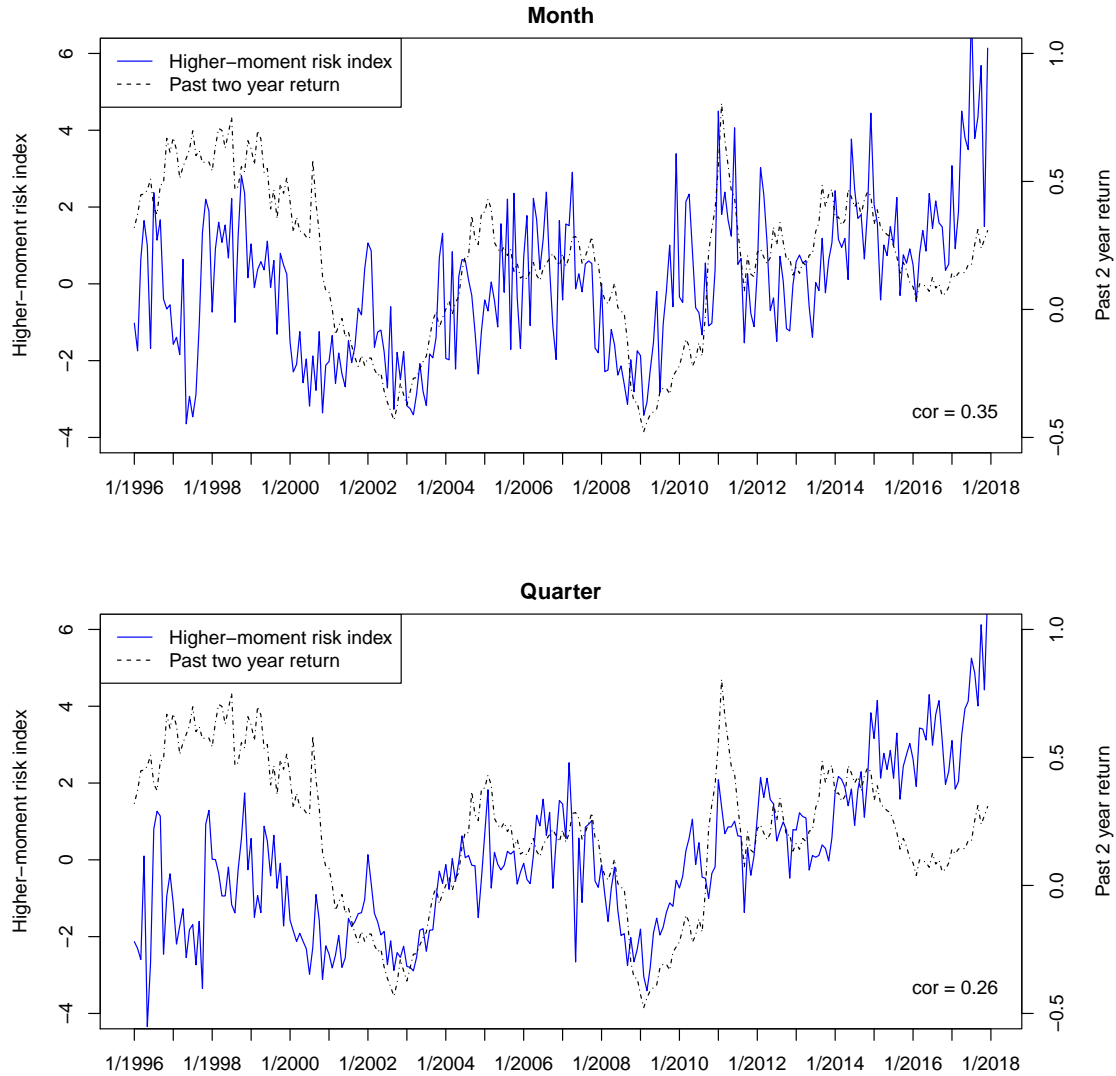 Month
Higher−moment risk index
Past two year return
6
4
2
0
−2
−4
Higher−moment risk index
1.0
0.5
0.0
−0.5
Past 2 year return
cor = 0.35
1/1996 1/1998 1/2000 1/2002 1/2004 1/2006 1/2008 1/2010 1/2012 1/2014 1/2016 1/2018
Quarter
Higher−moment risk index
Past two year return
6
4
2
0
−2
−4
Higher−moment risk index
1.0
0.5
0.0
−0.5
Past 2 year return
cor = 0.26
1/1996 1/1998 1/2000 1/2002 1/2004 1/2006 1/2008 1/2010 1/2012 1/2014 1/2016 1/2018